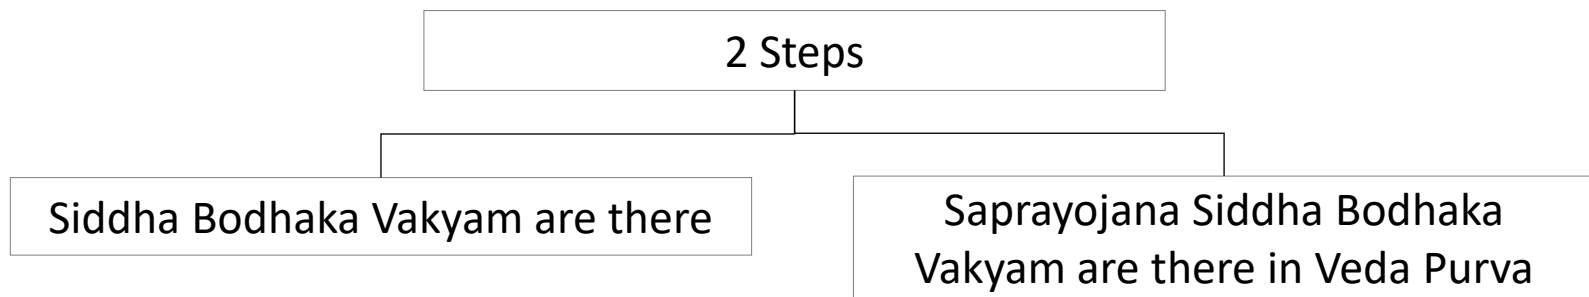 2 Steps
Siddha Bodhaka Vakyam are there
Saprayojana Siddha Bodhaka
Vakyam are there in Veda Purva